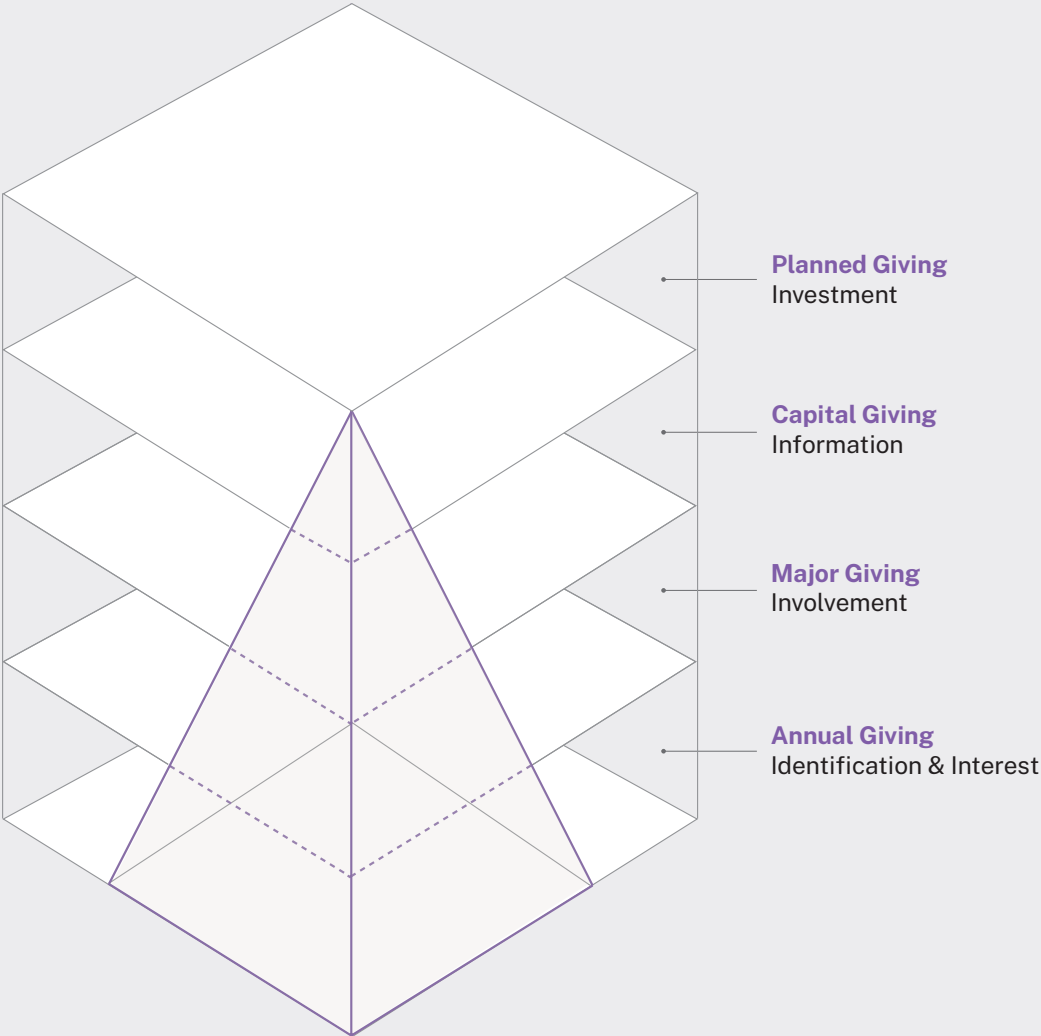 Planned Giving
Investment
Capital Giving
Information
Major Giving
Involvement
Annual Giving
Identification & Interest